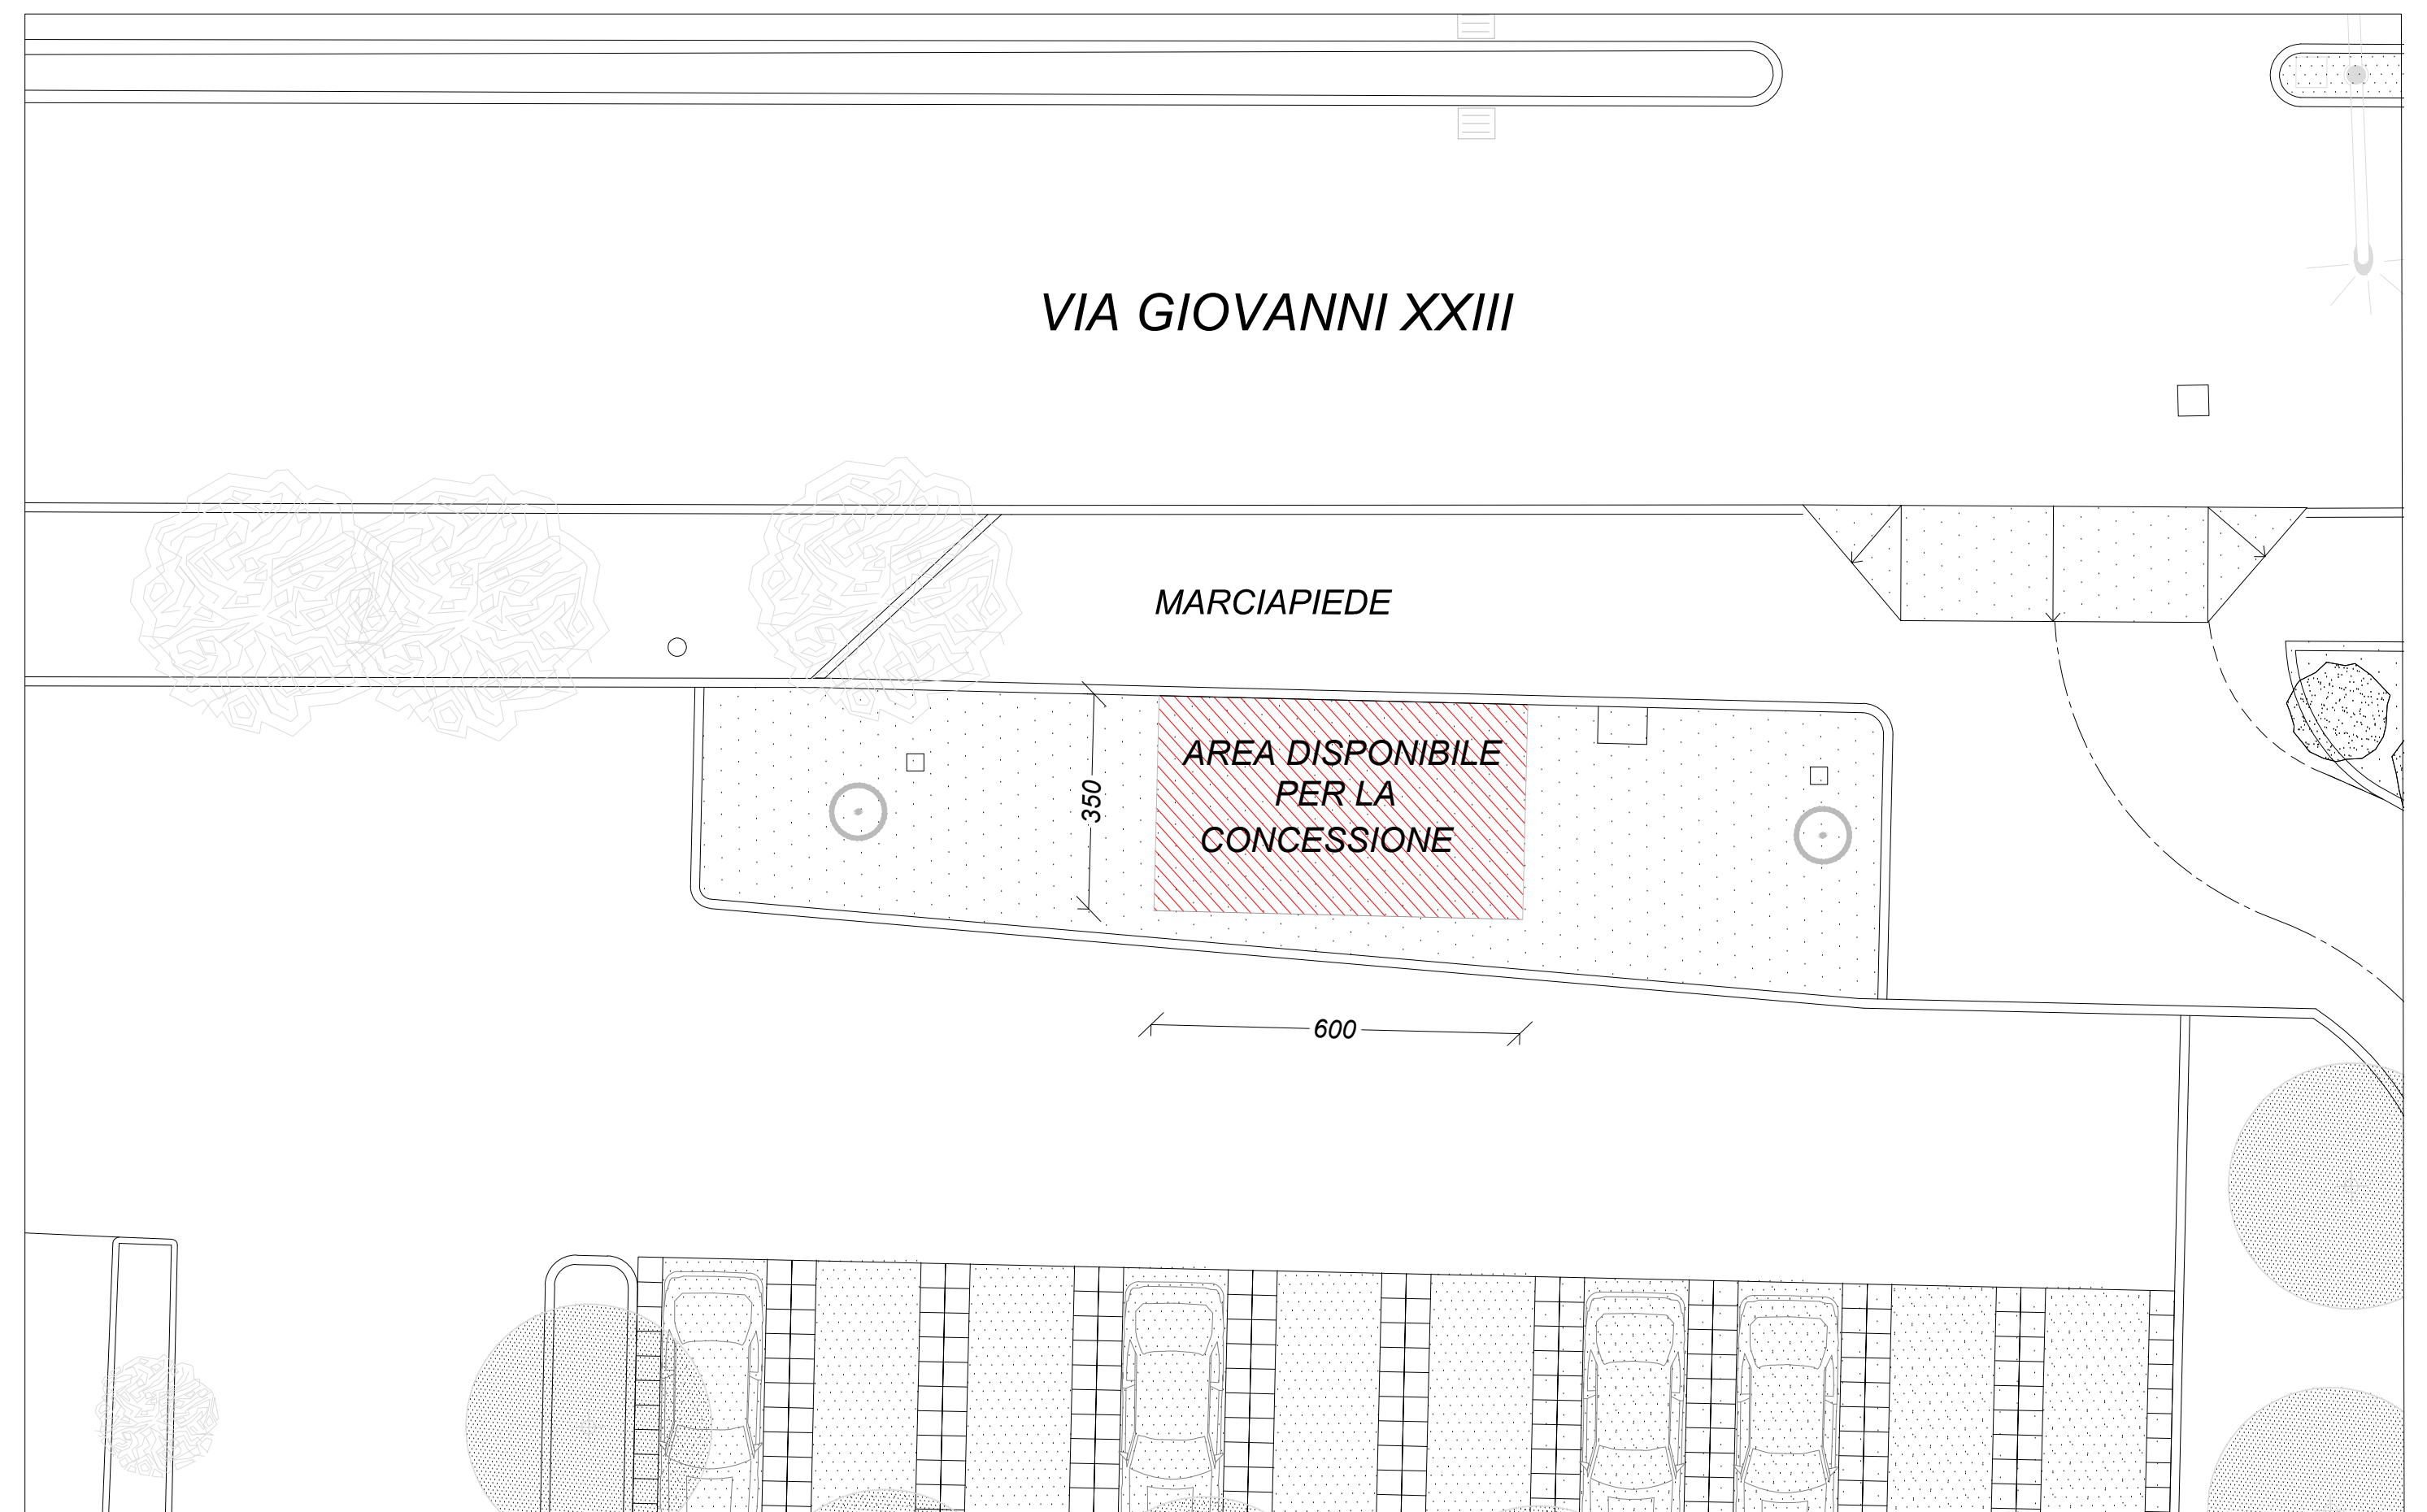 VIA GIOVANNI XXIII
MARCIAPIEDE
AREA DISPONIBILE
PER LA
CONCESSIONE
350
600